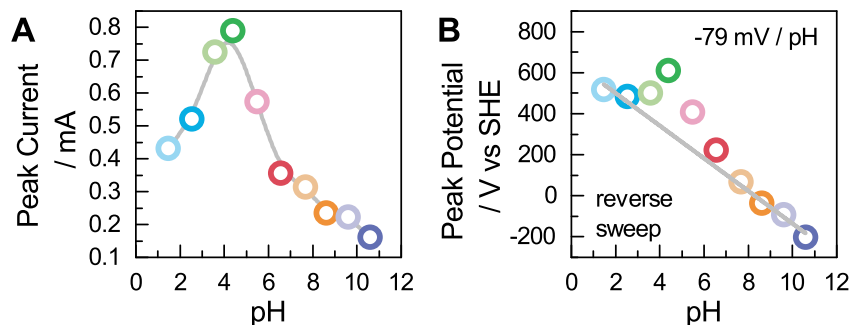 A
Peak Current
/ mA
0.8
0.7
0.6
0.5
0.4
0.3
0.2
0.1
0 2 4 6 8 10 12
pH
B
Peak Potential
/ V vs SHE
800
600
400
200
0
-200
-79 mV / pH
reverse
sweep
0 2 4 6 8 10 12
pH